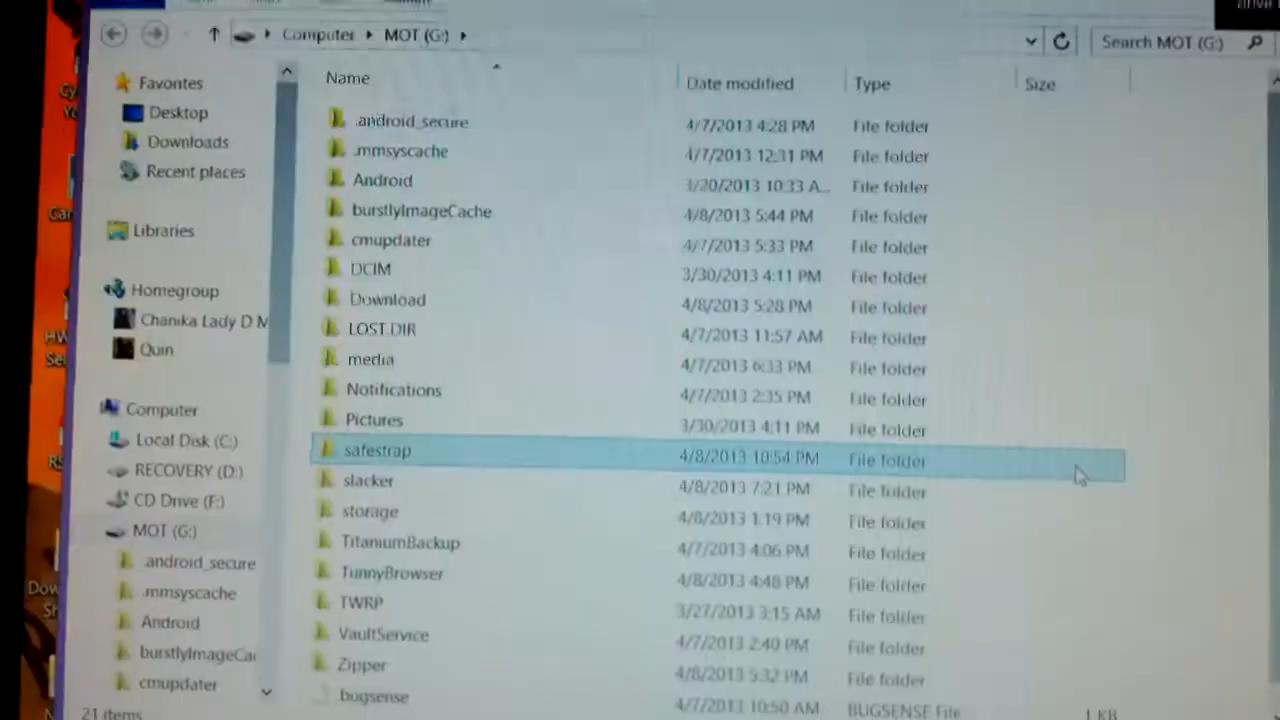 Computer MOT (G:)
Search MOT (G:)
Name Date modified Type Size
Favorites
Desktop
Downloads
Recent places
Libraries
Homegroup
Chanika Lady D M
Quin
Computer
Local Disk (C:)
RECOVERY (D:)
CD Drive (F:)
MOT (G:)
.android_secure
.mmsyscache
Android
burstlyImageCa
cmupdater
21 items
.android_secure 4/7/2013 4:28 PM File folder
.mmsyscache 4/7/2013 12:31 PM File folder
Android 3/20/2013 10:33 A... File folder
burstlyImageCache 4/8/2013 5:44 PM File folder
cmupdater 4/7/2013 5:33 PM File folder
DCIM 3/30/2013 4:11 PM File folder
Download 4/8/2013 5:28 PM File folder
LOST.DIR 4/7/2013 11:57 AM File folder
media 4/7/2013 6:33 PM File folder
Notifications 4/7/2013 2:35 PM File folder
Pictures 3/30/2013 4:11 PM File folder
safestrap 4/8/2013 10:54 PM File folder
slacker 4/8/2013 7:21 PM File folder
storage 4/8/2013 1:19 PM File folder
TitaniumBackup 4/7/2013 4:06 PM File folder
TunnyBrowser 4/8/2013 4:48 PM File folder
TWRP 3/27/2013 3:15 AM File folder
VaultService 4/7/2013 2:40 PM File folder
Zipper 4/8/2013 5:32 PM File folder
.bugsense 4/7/2013 10:50 AM BUGSENSE File 1 KB